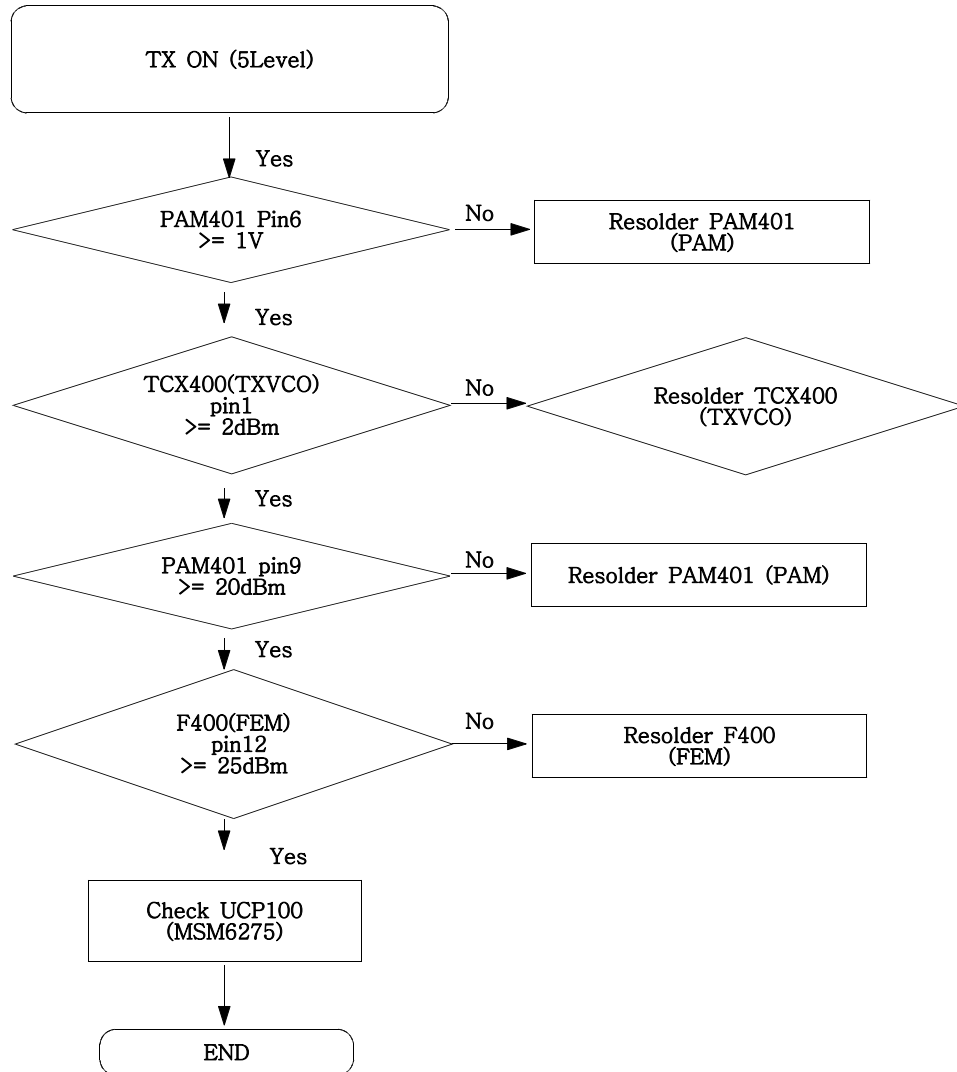 TX ON (5Level)
Yes
PAM401 Pin6
>= 1V
No
Resolder PAM401
(PAM)
Yes
TCX400(TXVCO)
pin1
>= 2dBm
No
Resolder TCX400
(TXVCO)
Yes
PAM401 pin9
>= 20dBm
No
Resolder PAM401 (PAM)
Yes
F400(FEM)
pin12
>= 25dBm
No
Resolder F400
(FEM)
Yes
Check UCP100
(MSM6275)
END